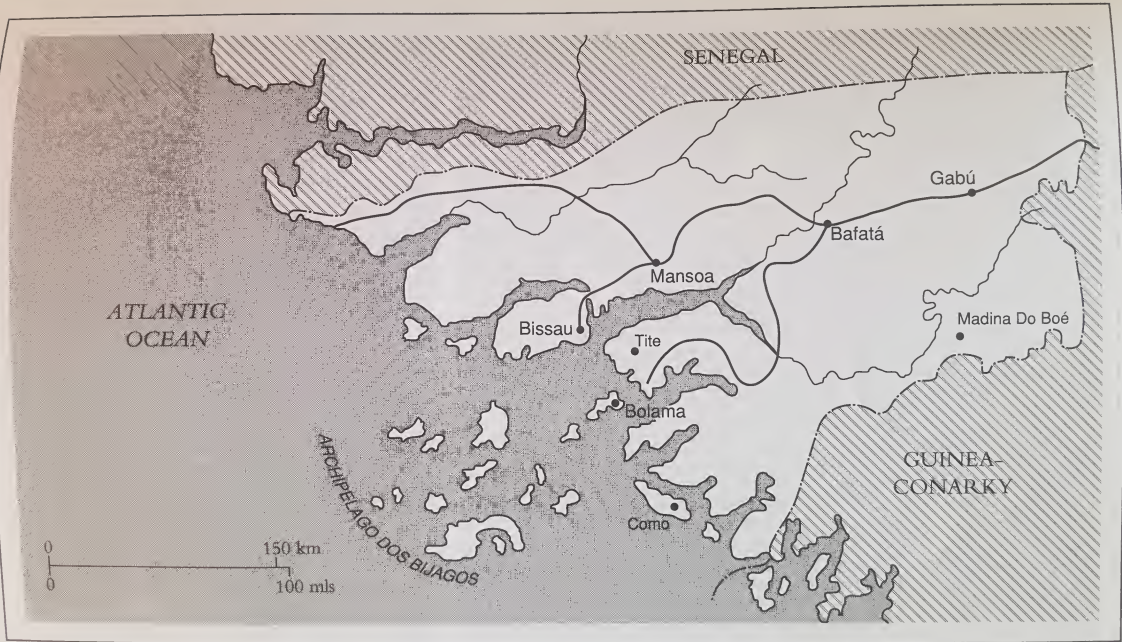 SENEGAL
Gabú
Bafatá
Mansoa
ATLANTIC
OCEAN
Bissau
Tite
Madina Do Boé
Bolama
ARCHIPELAGO DOS BIJAGOS
GUINEA-
CONARKY
Como
0
150 km
0
100 mls